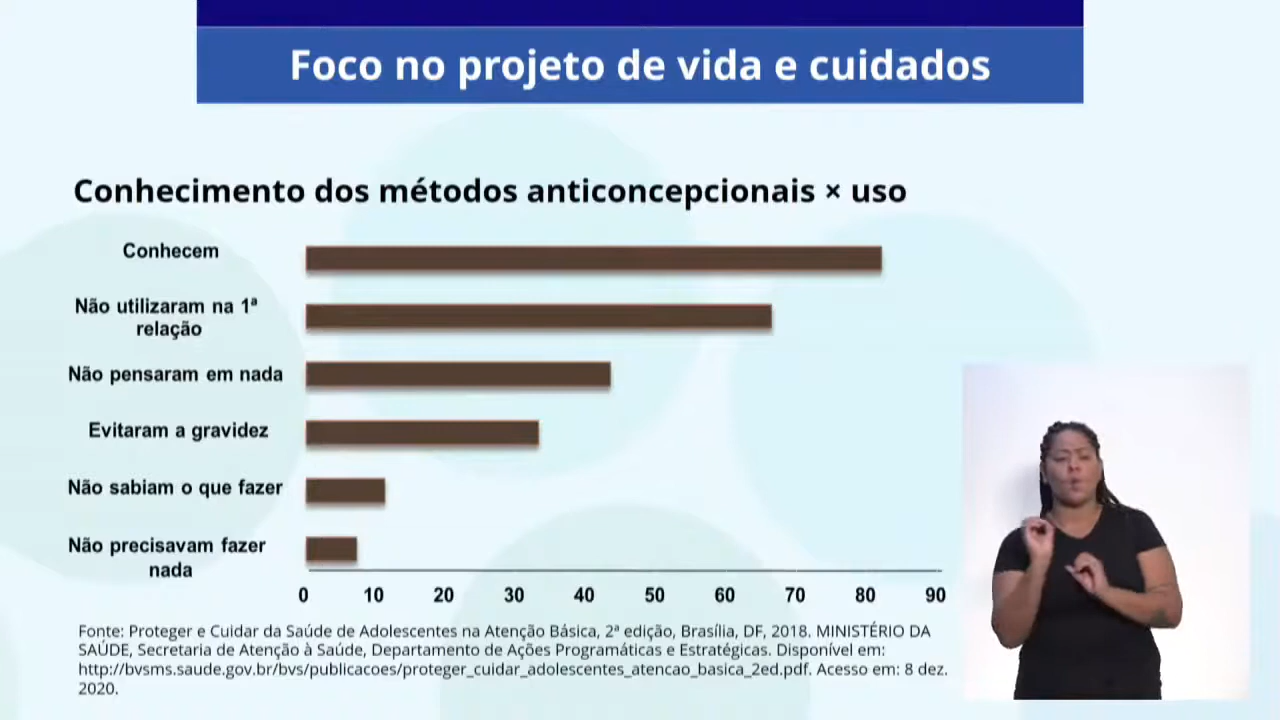 Foco no projeto de vida e cuidados
Conhecimento dos métodos anticoncepcionais × uso
Conhecem
Não utilizaram na 1ª
relação
Não pensaram em nada
Evitaram a gravidez
Não sabiam o que fazer
Não precisavam fazer
nada
0 10 20 30 40 50 60 70 80 90
Fonte: Proteger e Cuidar da Saúde de Adolescentes na Atenção Básica, 2ª edição, Brasília, DF, 2018. MINISTÉRIO DA
SAÚDE, Secretaria de Atenção à Saúde, Departamento de Ações Programáticas e Estratégicas. Disponível em:
http://bvsms.saude.gov.br/bvs/publicacoes/proteger_cuidar_adolescentes_atencao_basica_2ed.pdf. Acesso em: 8 dez.
2020.